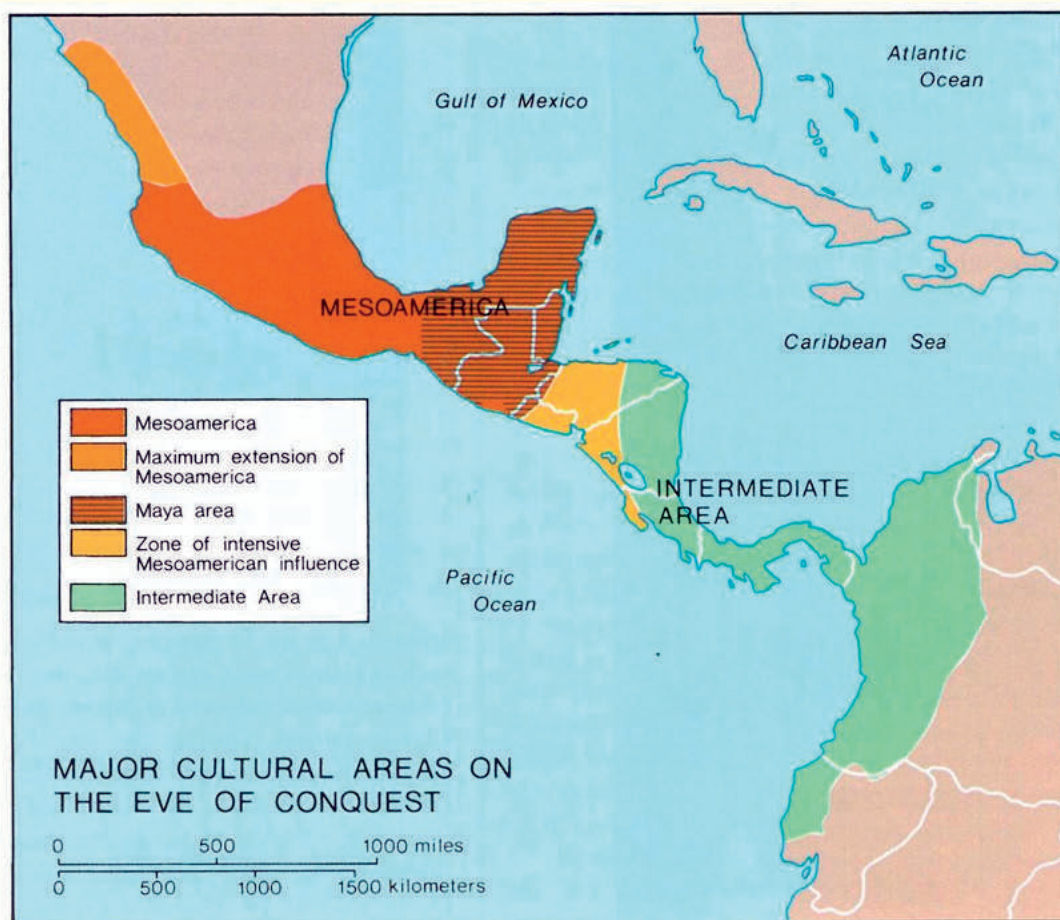 Atlantic
Ocean
Gulf of Mexico
MESOAMERICA
Caribbean Sea
Mesoamerica
Maximum extension of
Mesoamerica
Maya area
Zone of intensive
Mesoamerican influence
Intermediate Area
INTERMEDIATE
AREA
Pacific
Ocean
MAJOR CULTURAL AREAS ON
THE EVE OF CONQUEST
0 500 1000 miles
0 500 1000 1500 kilometers